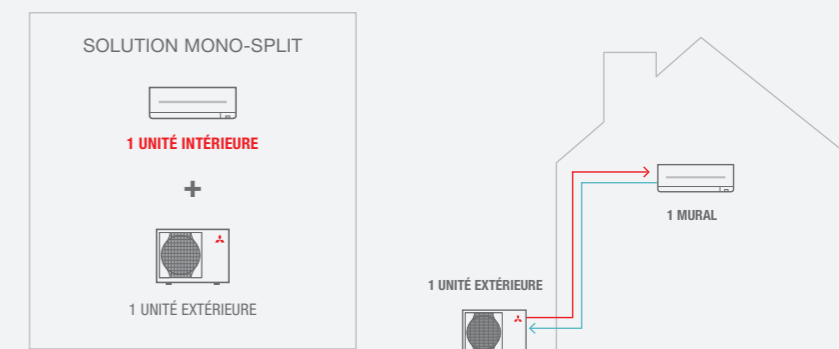 SOLUTION MONO-SPLIT
1 UNITÉ INTÉRIEURE
+
1 UNITÉ EXTÉRIEURE
1 MURAL
1 UNITÉ EXTÉRIEURE